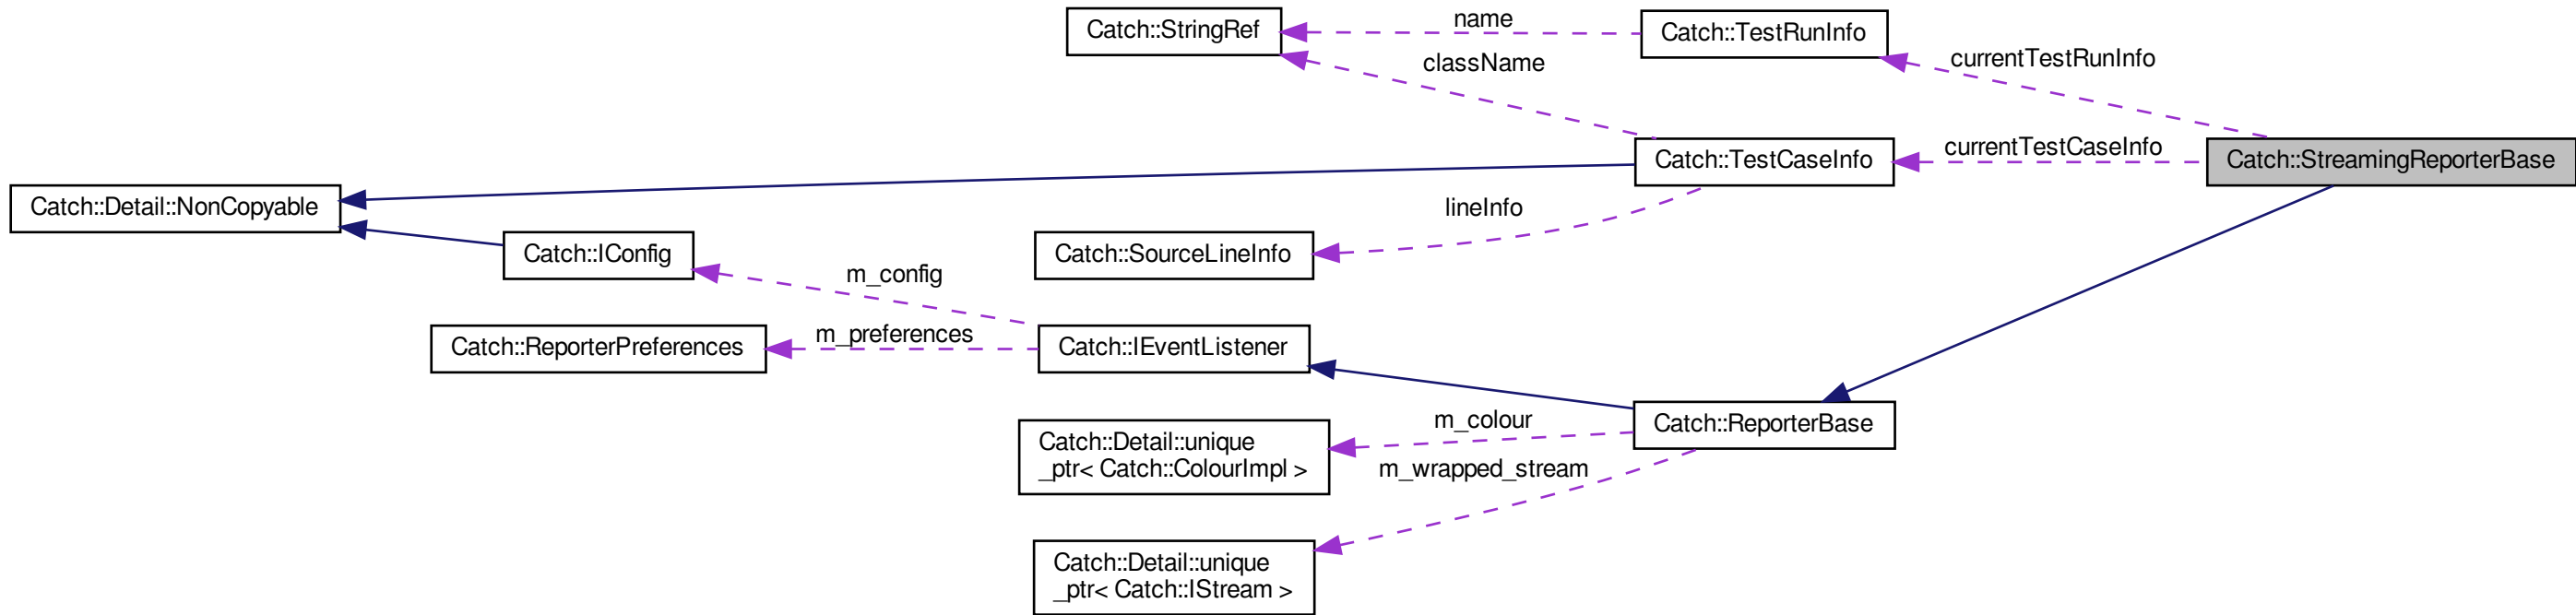 Catch::StringRef
name
Catch::TestRunInfo
className
currentTestRunInfo
Catch::TestCaseInfo
currentTestCaseInfo
Catch::StreamingReporterBase
Catch::Detail::NonCopyable
lineInfo
Catch::IConfig
Catch::SourceLineInfo
m_config
Catch::ReporterPreferences
m_preferences
Catch::IEventListener
Catch::Detail::unique
_ptr< Catch::ColourImpl >
m_colour
Catch::ReporterBase
m_wrapped_stream
Catch::Detail::unique
_ptr< Catch::IStream >